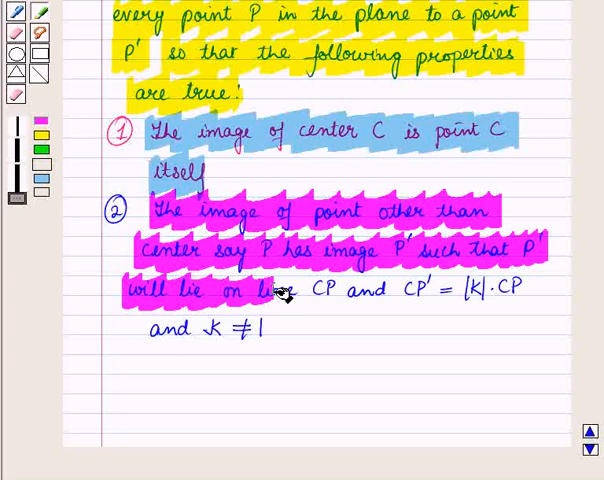 every point P in the plane to a point
P' so that the following properties
are true:
① The image of center C is point C
itself
② The image of point other than
center say P has image P' such that P'
will lie on line CP and CP' = |K|·CP
and K ≠ 1